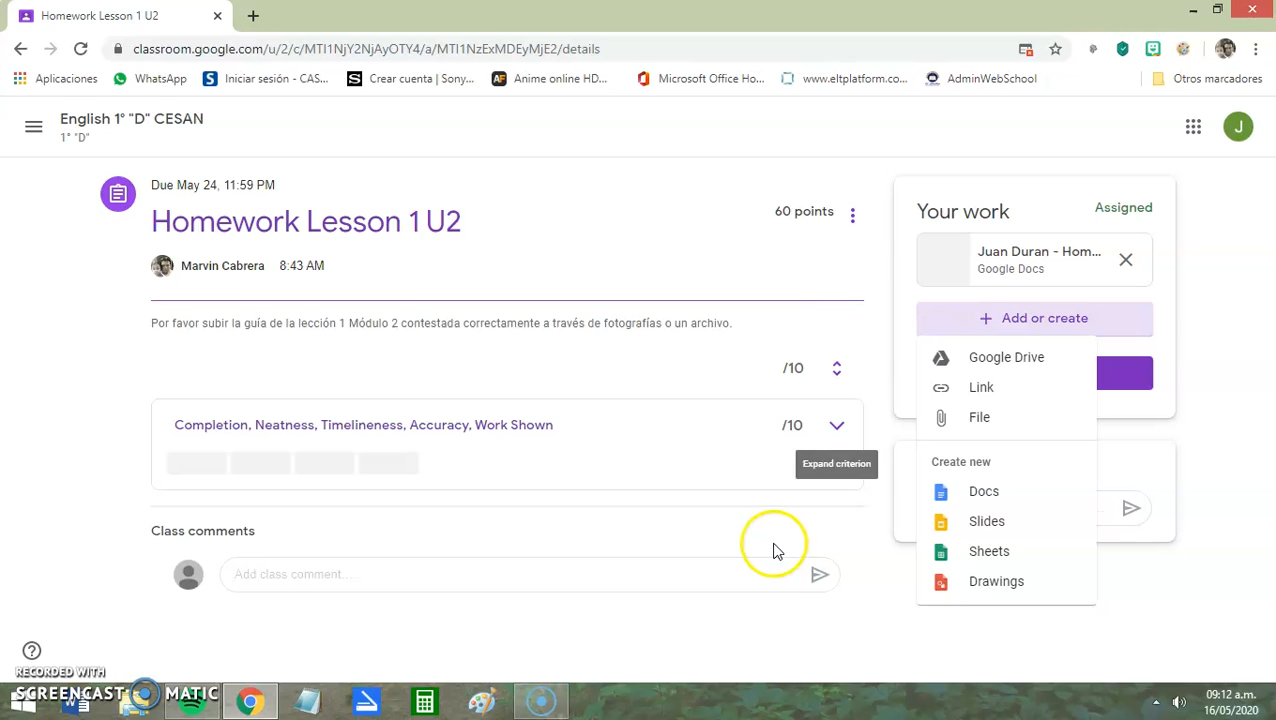 Homework Lesson 1 U2
classroom.google.com/u/2/c/MTI1NjY2NjAyOTY4/a/MTI1NzExMDEyMjE2/details
Aplicaciones
WhatsApp
Iniciar sesión - CAS...
Crear cuenta | Sony...
Anime online HD...
Microsoft Office Ho...
www.eltplatform.co...
AdminWebSchool
Otros marcadores
English 1° "D" CESAN
1° "D"
J
Due May 24, 11:59 PM
Homework Lesson 1 U2
60 points
Marvin Cabrera 8:43 AM
Por favor subir la guía de la lección 1 Módulo 2 contestada correctamente a través de fotografías o un archivo.
/10
Completion, Neatness, Timelineness, Accuracy, Work Shown
/10
Expand criterion
Class comments
Add class comment....
Your work
Assigned
Juan Duran - Hom...
Google Docs
+ Add or create
Google Drive
Link
File
Create new
Docs
Slides
Sheets
Drawings
RECORDED WITH
SCREENCAST MATIC
09:12 a.m.
16/05/2020